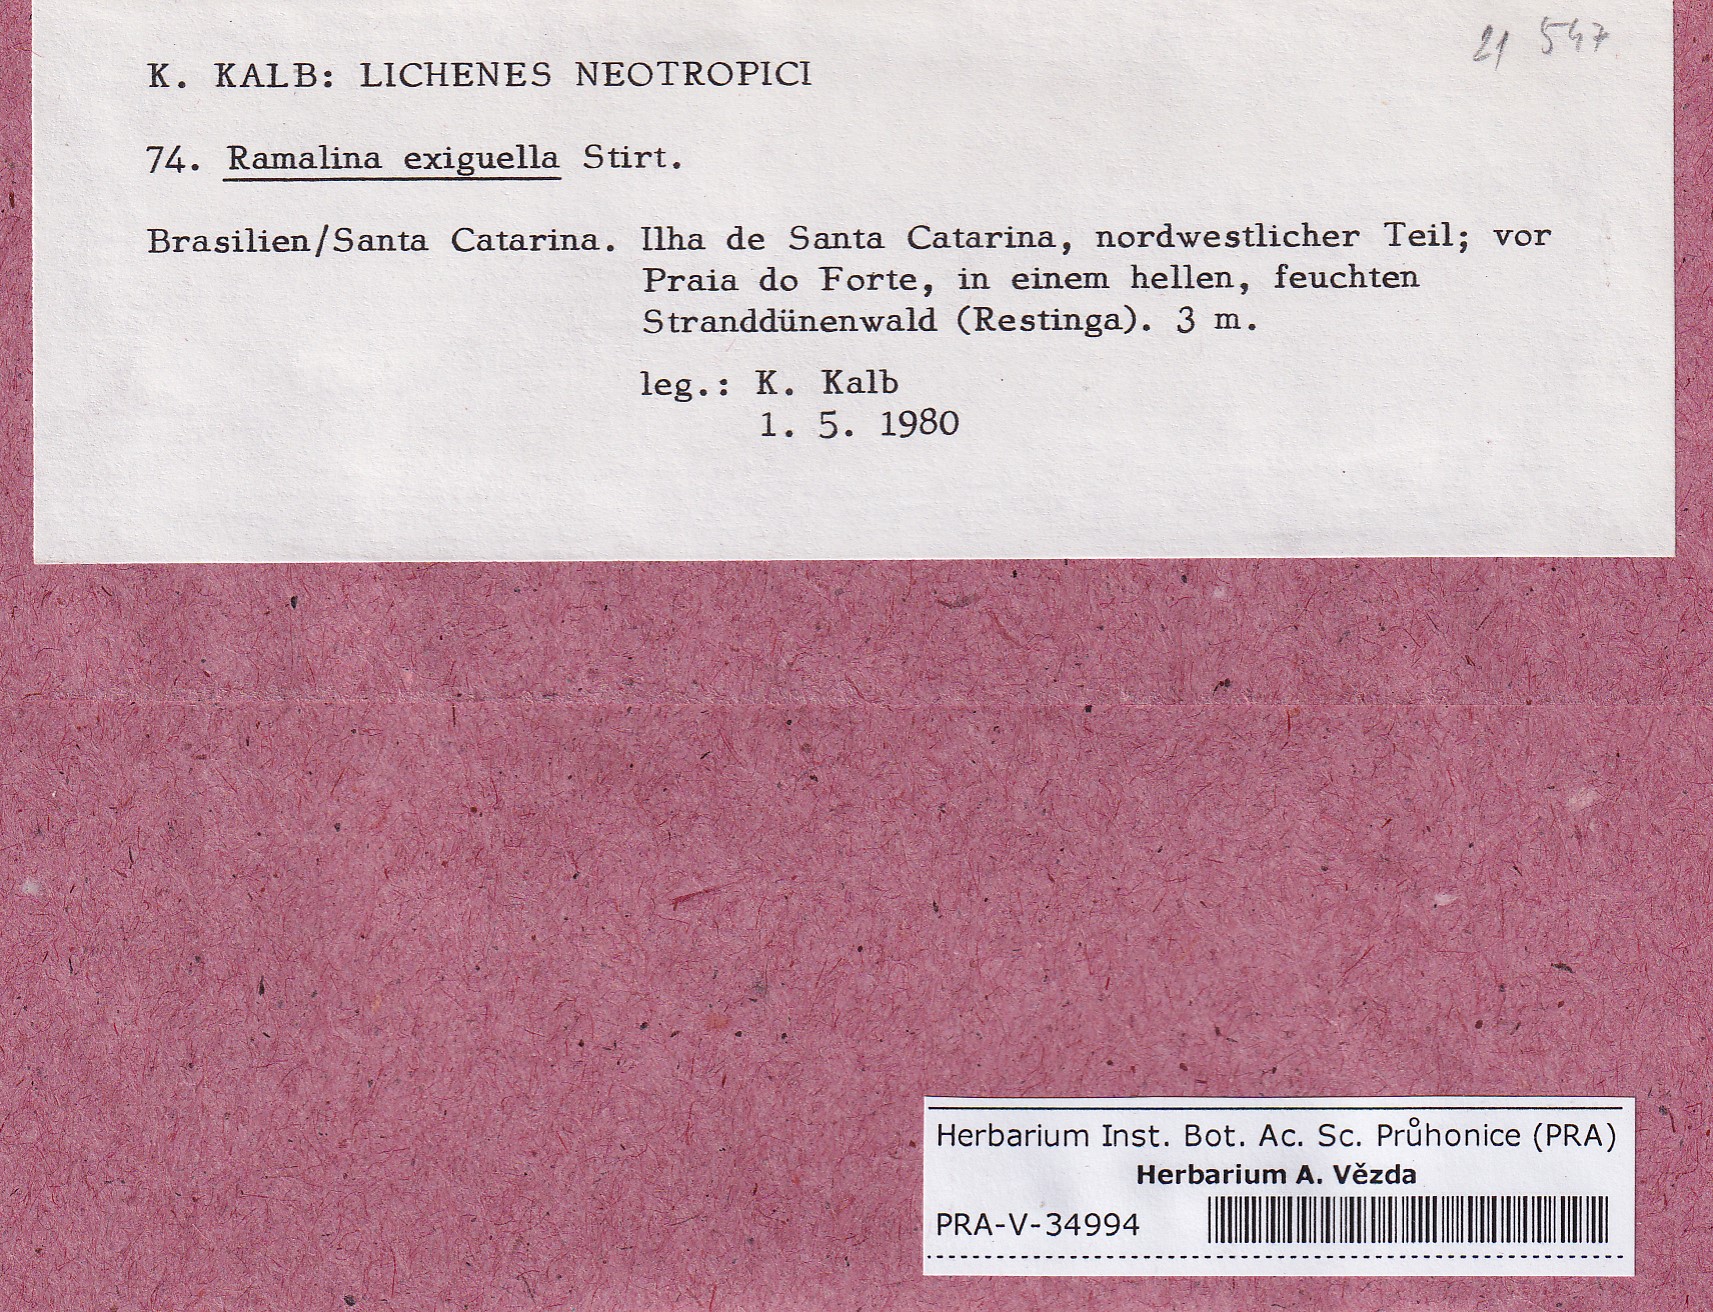 21 547
K. KALB: LICHENES NEOTROPICI
74. Ramalina exiguella Stirt.
Brasilien/Santa Catarina. Ilha de Santa Catarina, nordwestlicher Teil; vor
Praia do Forte, in einem hellen, feuchten
Stranddünenwald (Restinga). 3 m.
leg.: K. Kalb
1. 5. 1980
Herbarium Inst. Bot. Ac. Sc. Průhonice (PRA)
Herbarium A. Vězda
PRA-V-34994